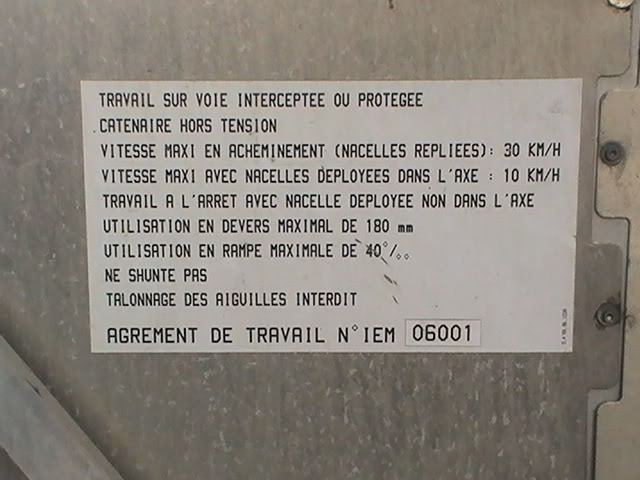 TRAVAIL SUR VOIE INTERCEPTEE OU PROTEGEE
CATENAIRE HORS TENSION
VITESSE MAXI EN ACHEMINEMENT (NACELLES REPLIEES): 30 KM/H
VITESSE MAXI AVEC NACELLES DEPLOYEES DANS L'AXE : 10 KM/H
TRAVAIL A L'ARRET AVEC NACELLE DEPLOYEE NON DANS L'AXE
UTILISATION EN DEVERS MAXIMAL DE 180 mm
UTILISATION EN RAMPE MAXIMALE DE 40°/°°
NE SHUNTE PAS
TALONNAGE DES AIGUILLES INTERDIT
AGREMENT DE TRAVAIL N°IEM 06001